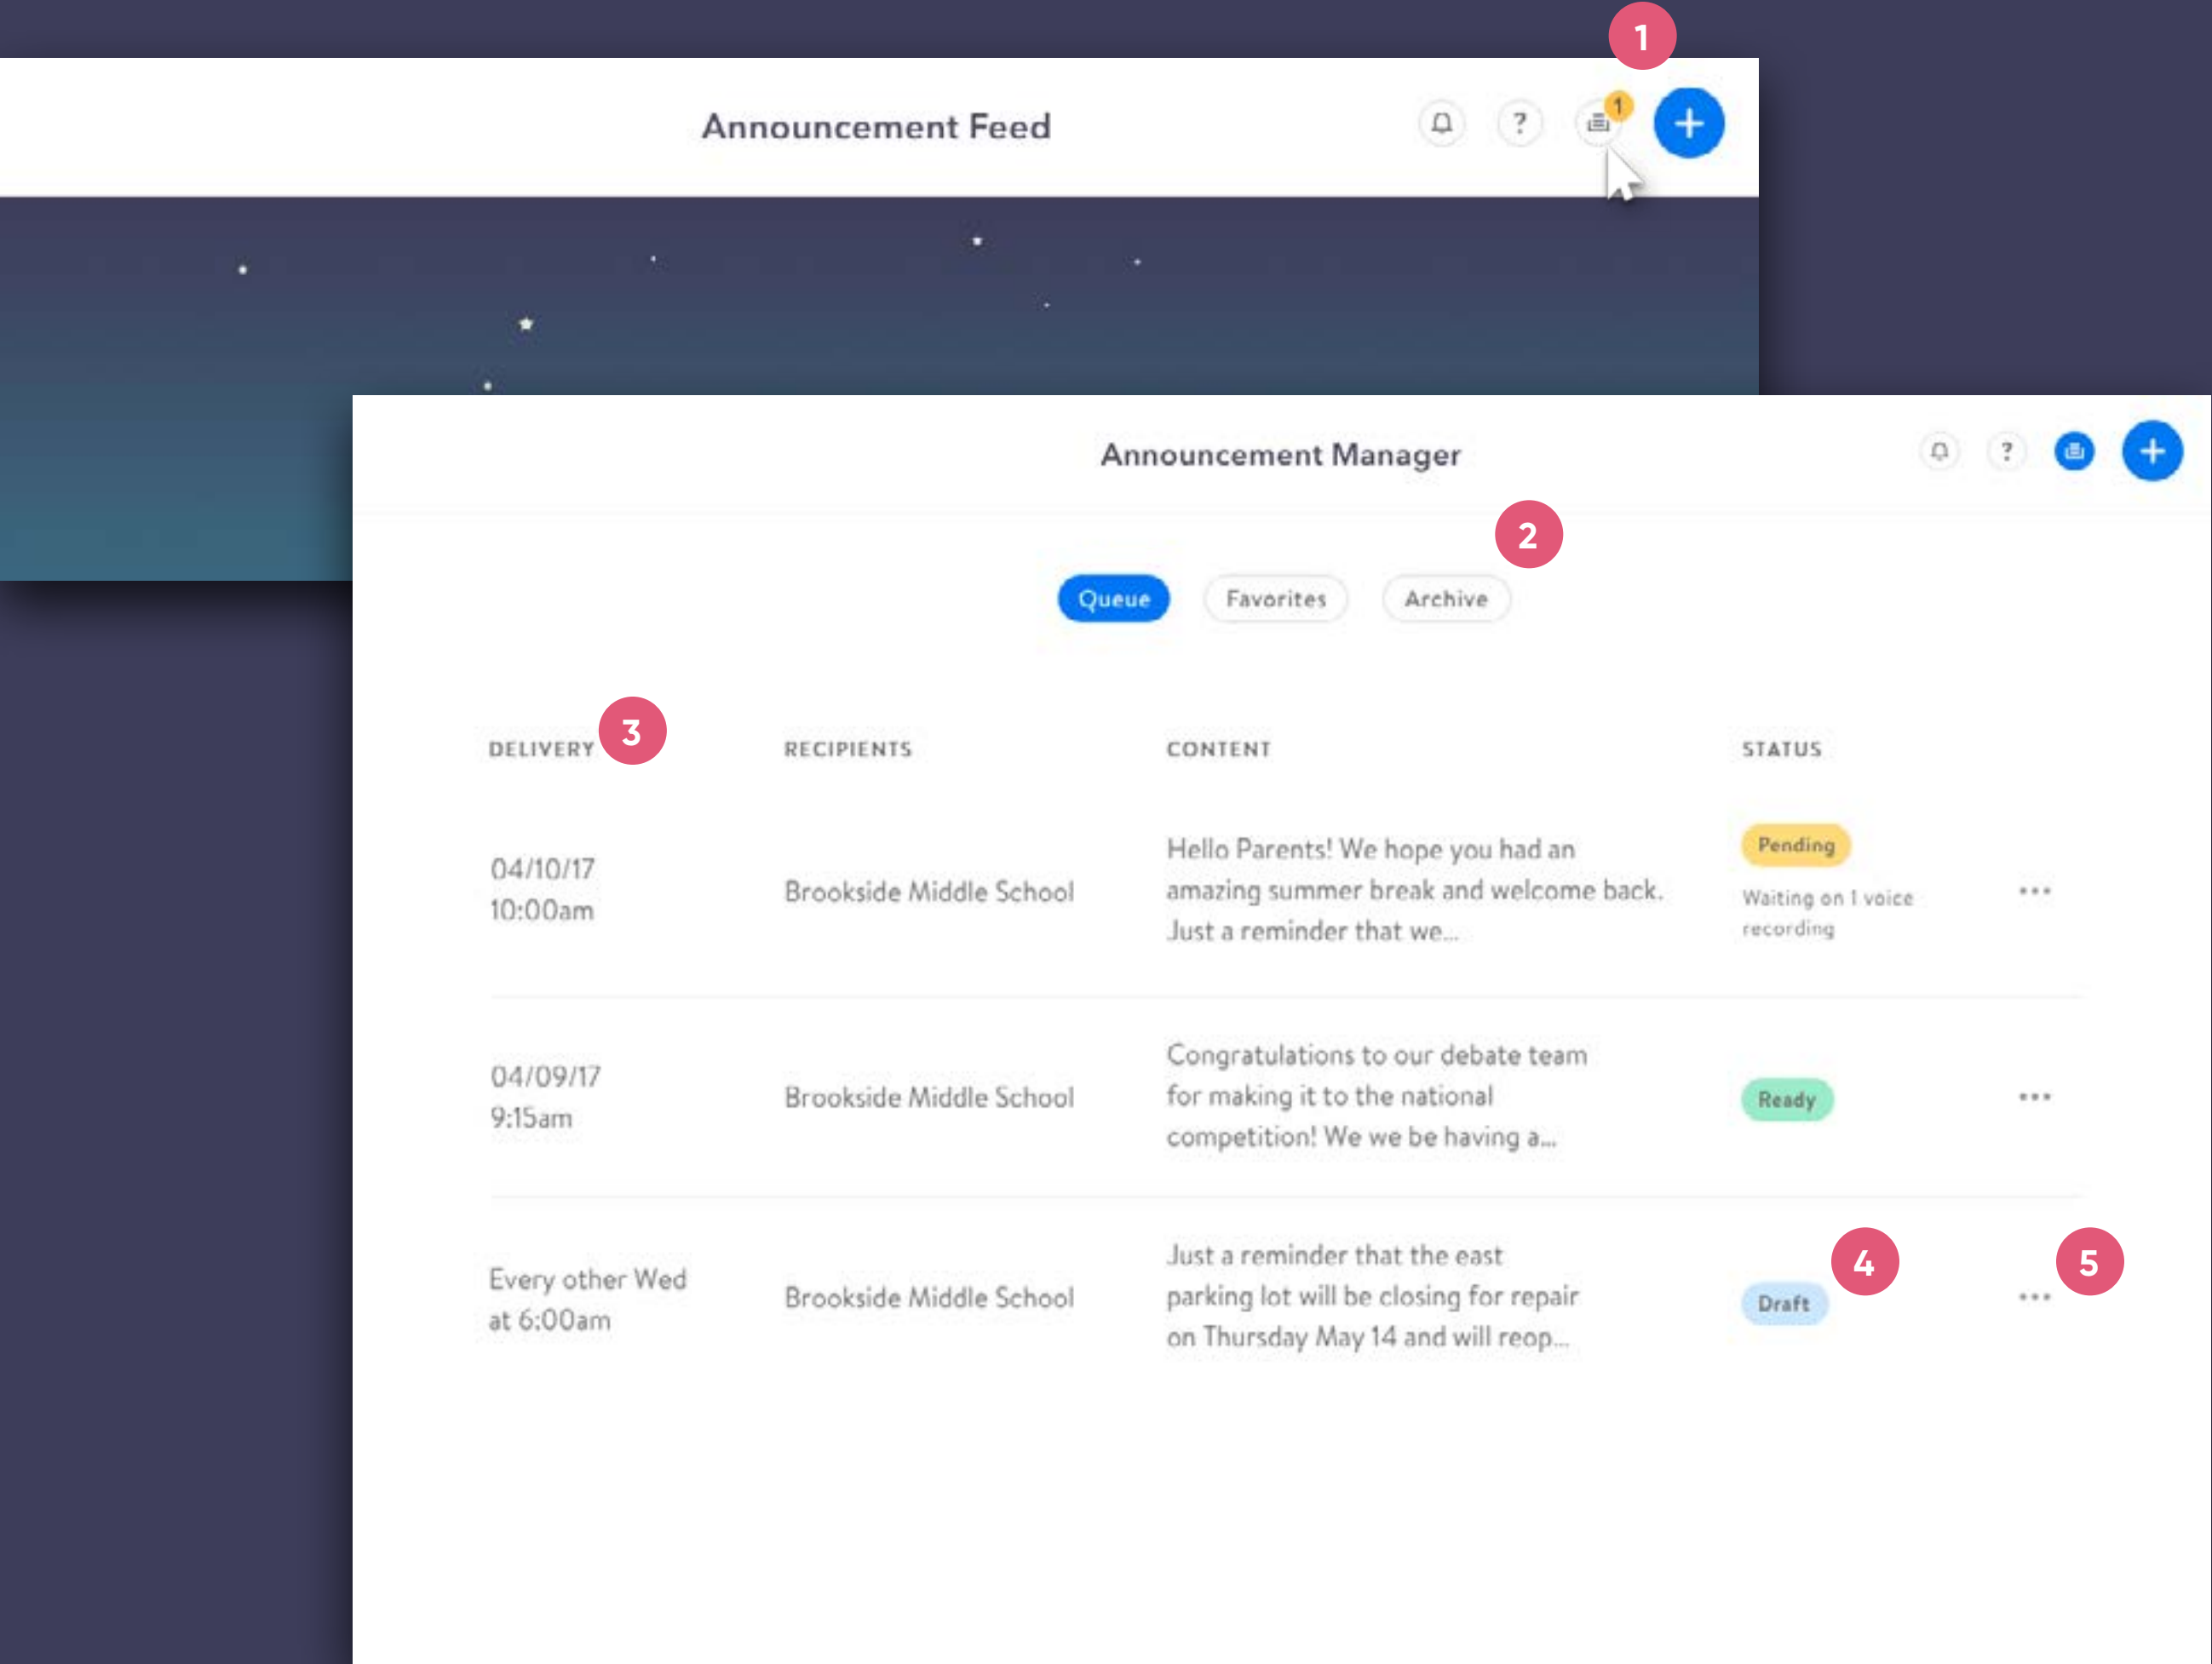 1
Announcement Feed
? 1 +
Announcement Manager
? +
2
Queue Favorites Archive
DELIVERY 3 RECIPIENTS CONTENT STATUS
04/10/17
10:00am
Brookside Middle School
Hello Parents! We hope you had an
amazing summer break and welcome back.
Just a reminder that we...
Pending
Waiting on 1 voice
recording
04/09/17
9:15am
Brookside Middle School
Congratulations to our debate team
for making it to the national
competition! We we be having a...
Ready
Every other Wed
at 6:00am
Brookside Middle School
Just a reminder that the east
parking lot will be closing for repair
on Thursday May 14 and will reop...
Draft
4
5